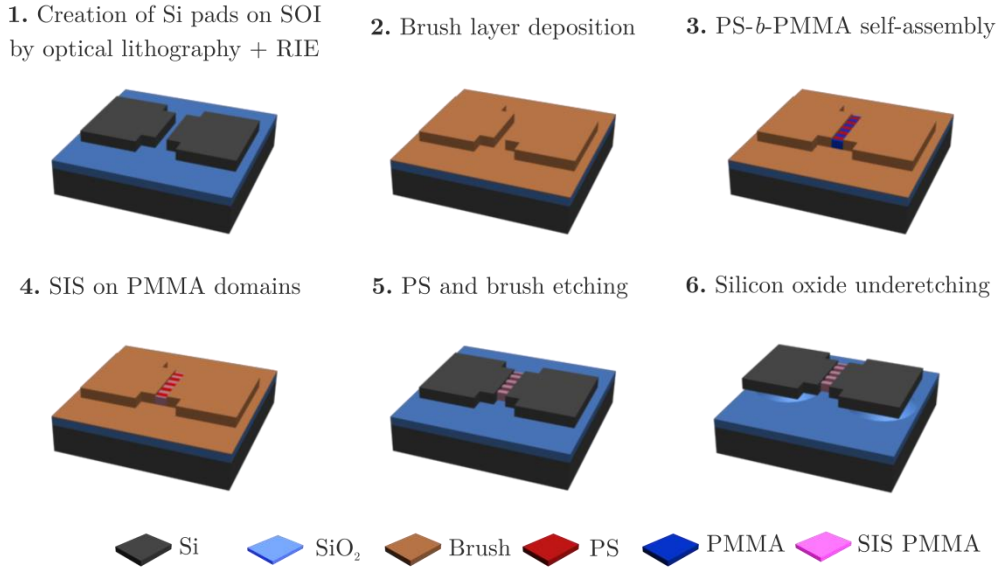 1. Creation of Si pads on SOI
by optical lithography + RIE
2. Brush layer deposition
3. PS-b-PMMA self-assembly
4. SIS on PMMA domains
5. PS and brush etching
6. Silicon oxide underetching
Si
SiO₂
Brush
PS
PMMA
SIS PMMA